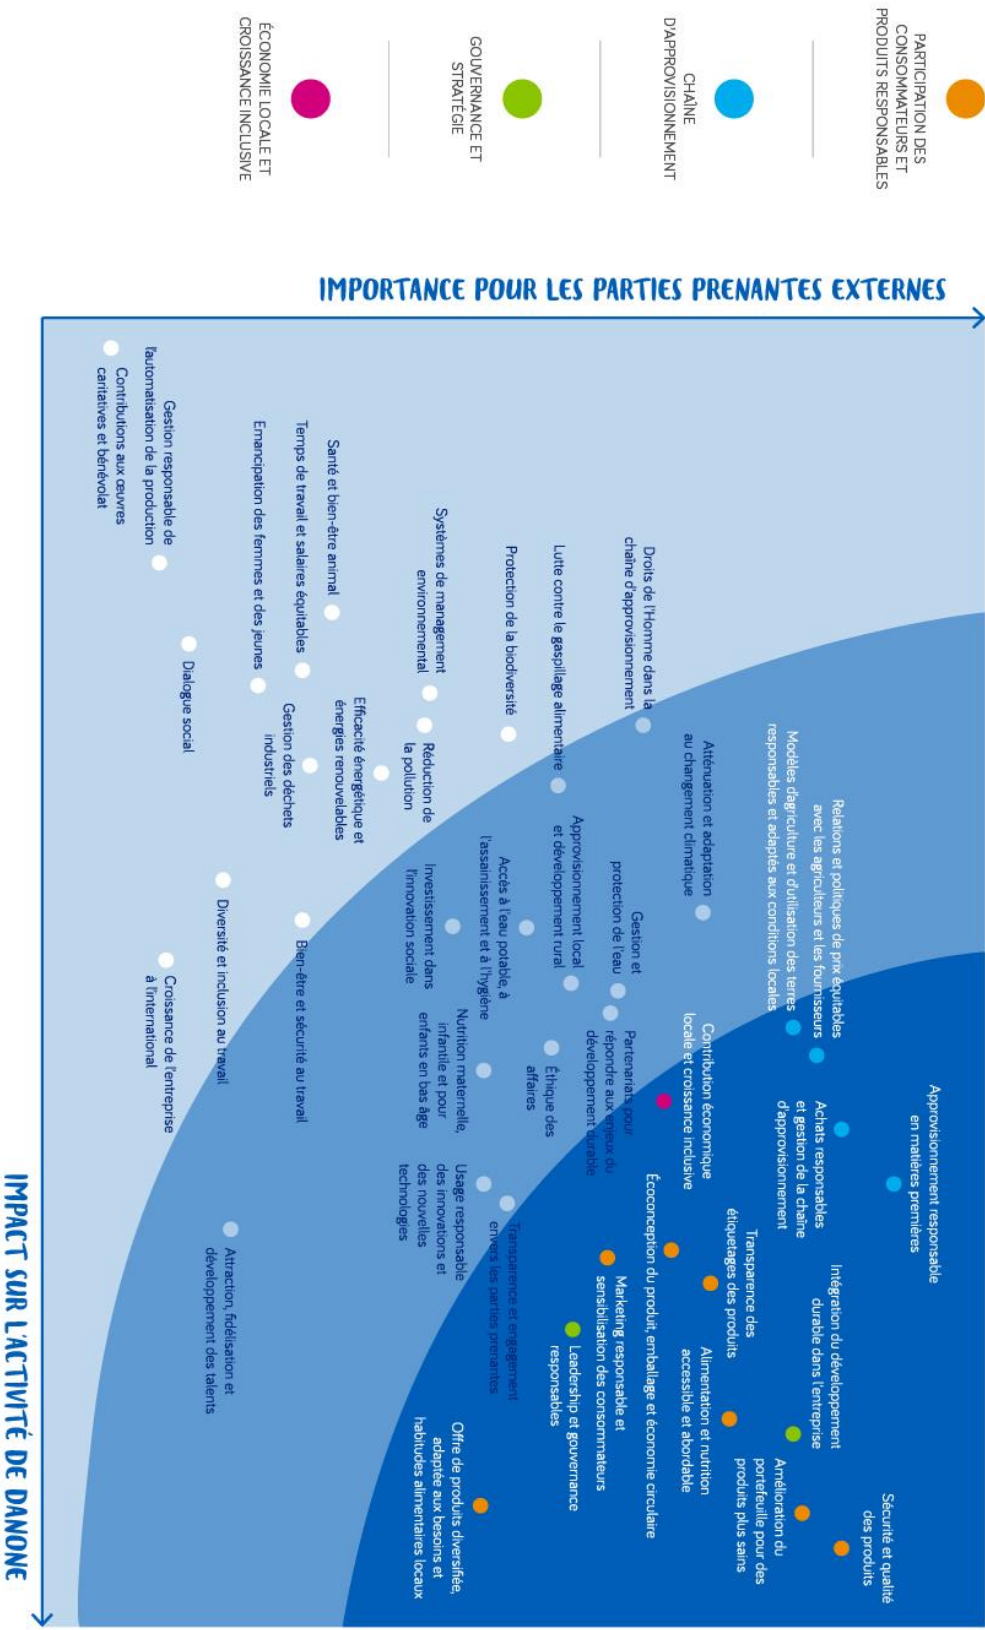 PARTICIPATION DES
CONSOMMATEURS ET
PRODUITS RESPONSABLES
CHAÎNE
D'APPROVISIONNEMENT
GOUVERNANCE ET
STRATÉGIE
ÉCONOMIE LOCALE ET
CROISSANCE INCLUSIVE
IMPORTANCE POUR LES PARTIES PRENANTES EXTERNES
Approvisionnement responsable
en matières premières
Sécurité et qualité
des produits
Relations et politiques de prix équitables
avec les agriculteurs et les fournisseurs
Modèles d'agriculture et d'utilisation des terres
responsables et adaptés aux conditions locales
Achats responsables
et gestion de la chaîne
d'approvisionnement
Intégration du développement
durable dans l'entreprise
Amélioration du
portefeuille pour des
produits plus sains
Transparence des
étiquetages des produits
Alimentation et nutrition
accessible et abordable
Atténuation et adaptation
au changement climatique
Contribution économique
locale et croissance inclusive
Écoconception du produit, emballage et économie circulaire
Droits de l'Homme dans la
chaîne d'approvisionnement
Gestion et
protection de l'eau
Partenariats pour
répondre aux enjeux du
développement durable
Marketing responsable et
sensibilisation des consommateurs
Approvisionnement local
et développement rural
Leadership et gouvernance
responsables
Lutte contre le gaspillage alimentaire
Éthique des
affaires
Protection de la biodiversité
Accès à l'eau potable, à
l'assainissement et à l'hygiène
Transparence et engagement
envers les parties prenantes
Nutrition maternelle,
infantile et pour
enfants en bas âge
Usage responsable
des innovations et
des nouvelles
technologies
Offre de produits diversifiée,
adaptée aux besoins et
habitudes alimentaires locaux
Investissement dans
l'innovation sociale
Systèmes de management
environnemental
Réduction de
la pollution
Efficacité énergétique et
énergies renouvelables
Santé et bien-être animal
Temps de travail et salaires équitables
Gestion des déchets
industriels
Bien-être et sécurité au travail
Emancipation des femmes et des jeunes
Attraction, fidélisation et
développement des talents
Diversité et inclusion au travail
Dialogue social
Croissance de l'entreprise
à l'international
Gestion responsable de
l'automatisation de la production
Contributions aux œuvres
caritatives et bénévolat
IMPACT SUR L'ACTIVITÉ DE DANONE